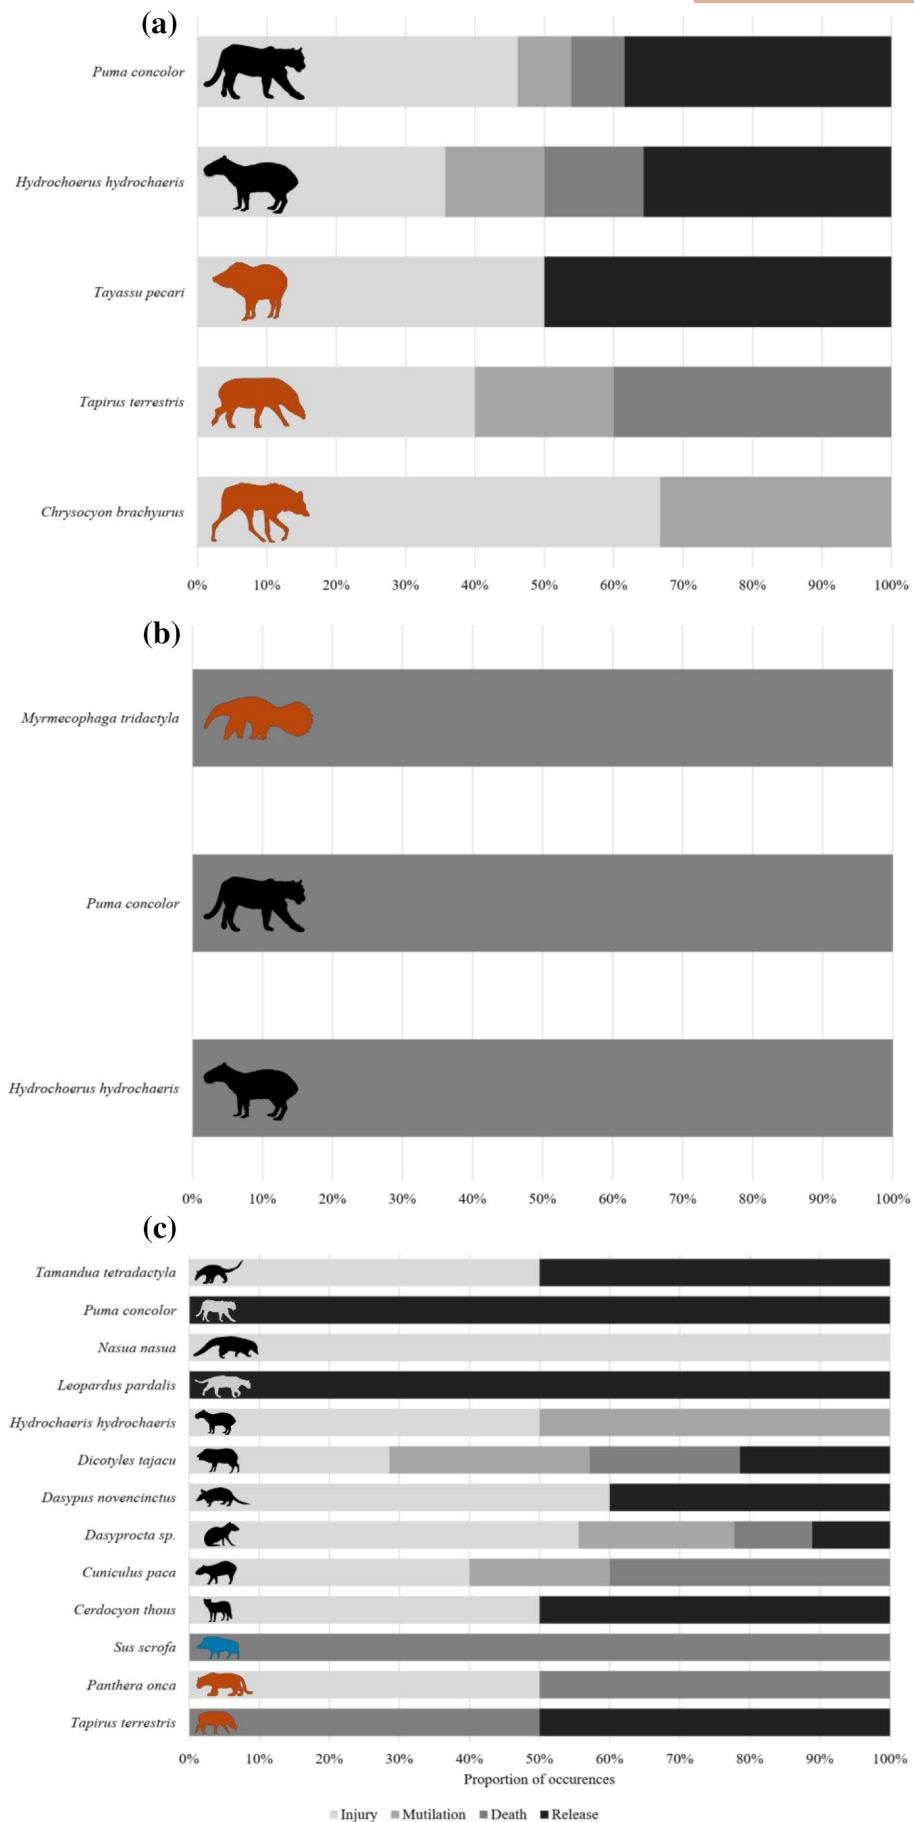 (a)
Puma concolor
Hydrochoerus hydrochaeris
Tayassu pecari
Tapirus terrestris
Chrysocyon brachyurus
0% 10% 20% 30% 40% 50% 60% 70% 80% 90% 100%
(b)
Myrmecophaga tridactyla
Puma concolor
Hydrochoerus hydrochaeris
0% 10% 20% 30% 40% 50% 60% 70% 80% 90% 100%
(c)
Tamandua tetradactyla
Puma concolor
Nasua nasua
Leopardus pardalis
Hydrochaeris hydrochaeris
Dicotyles tajacu
Dasypus novencinctus
Dasyprocta sp.
Cuniculus paca
Cerdocyon thous
Sus scrofa
Panthera onca
Tapirus terrestris
0% 10% 20% 30% 40% 50% 60% 70% 80% 90% 100%
Proportion of occurences
Injury Mutilation Death Release